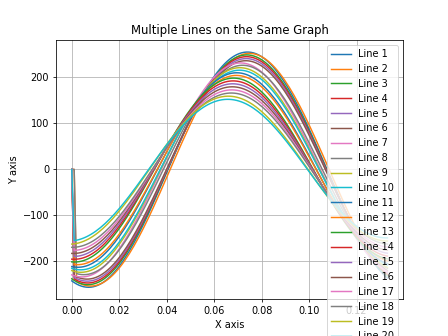 Multiple Lines on the Same Graph
Y axis
200
100
0
−100
−200
0.00
0.02
0.04
0.06
0.08
0.10
X axis
Line 1
Line 2
Line 3
Line 4
Line 5
Line 6
Line 7
Line 8
Line 9
Line 10
Line 11
Line 12
Line 13
Line 14
Line 15
Line 16
Line 17
Line 18
Line 19
Line 20